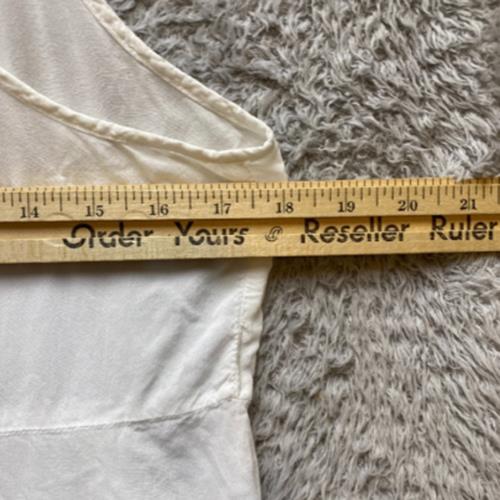 14 15 16 17 18 19 20 21
Order Yours @ Reseller Ruler